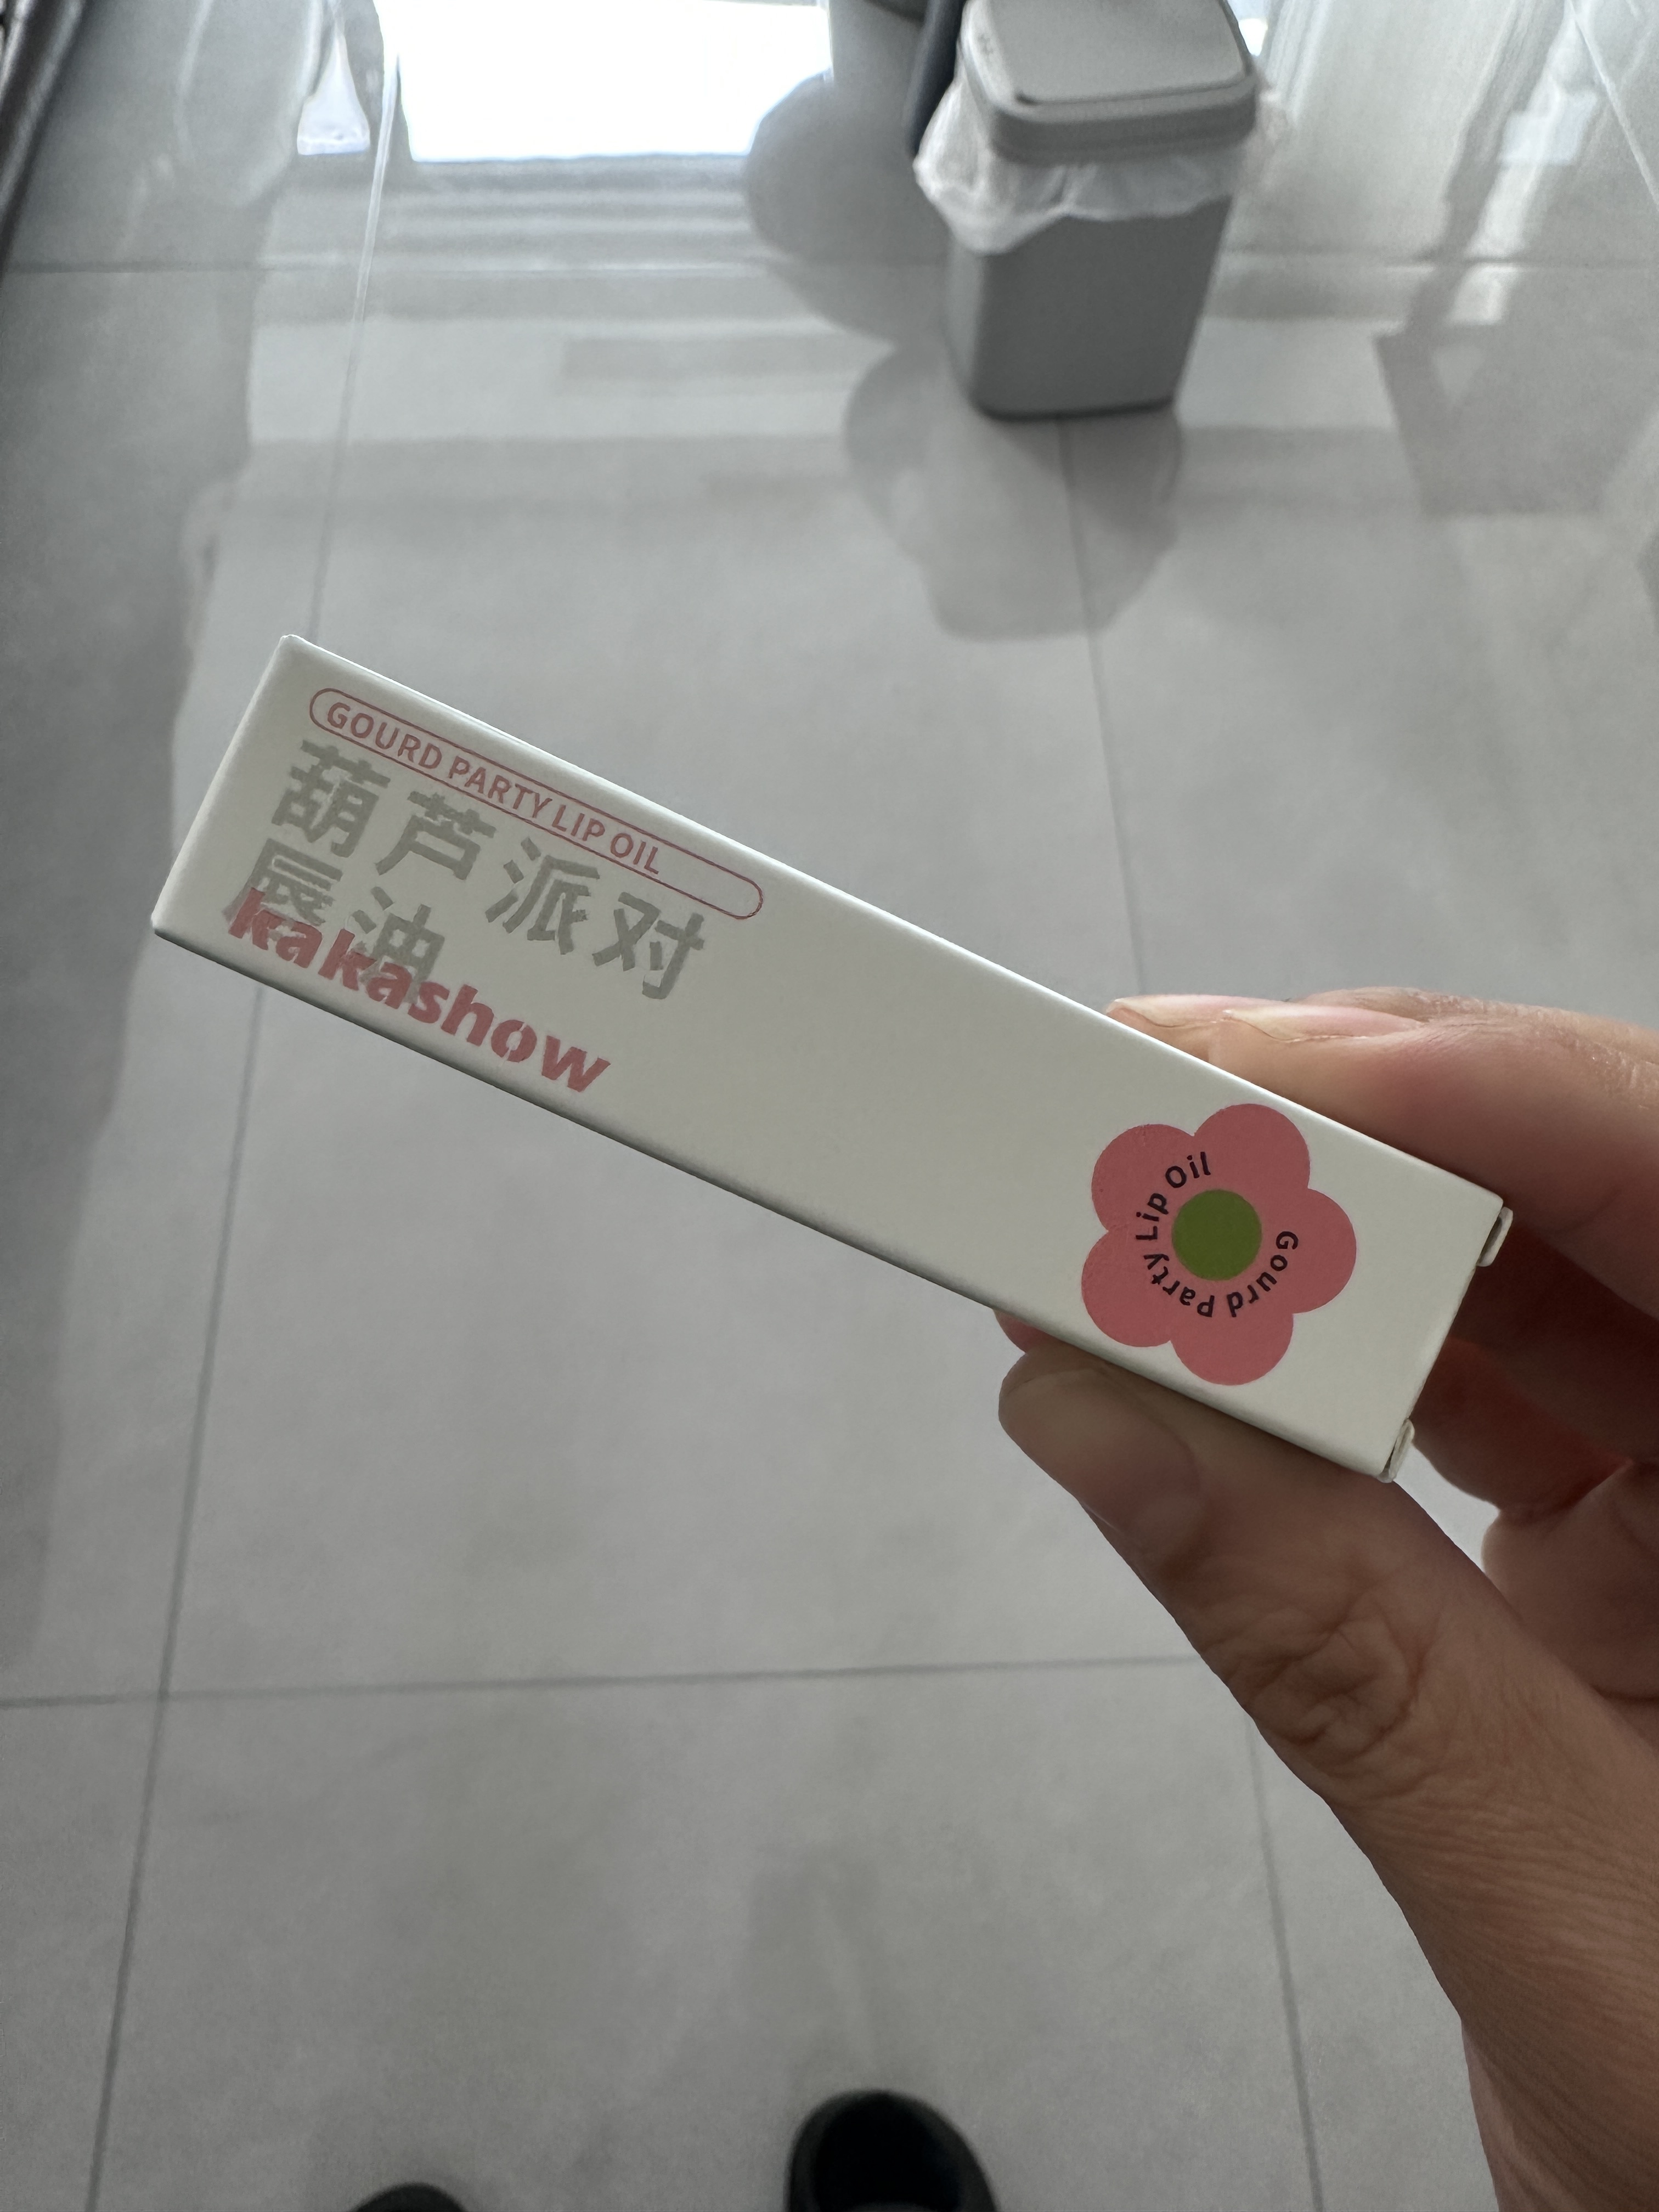 GOURD PARTY LIP OIL
葫芦派对
唇油
kakashow
Gourd Party Lip Oil